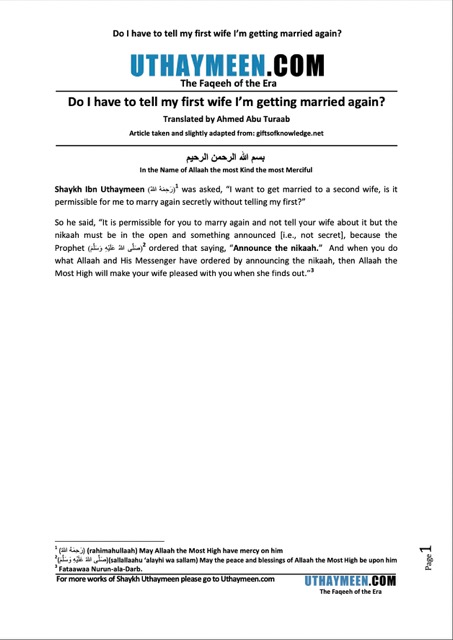 Do I have to tell my first wife I’m getting married again?
UTHAYMEEN.COM
The Faqeeh of the Era
Do I have to tell my first wife I’m getting married again?
Translated by Ahmed Abu Turaab
Article taken and slightly adapted from: giftsofknowledge.net
بسم الله الرحمن الرحيم
In the Name of Allaah the most Kind the most Merciful
Shaykh Ibn Uthaymeen (رَحِمَهُ اللهُ)1 was asked, “I want to get married to a second wife, is it
permissible for me to marry again secretly without telling my first?”
So he said, “It is permissible for you to marry again and not tell your wife about it but the
nikaah must be in the open and something announced [i.e., not secret], because the
Prophet (صَلَّى اللهُ عَلَيْهِ وَسَلَّمَ)2 ordered that saying, “Announce the nikaah.” And when you do
what Allaah and His Messenger have ordered by announcing the nikaah, then Allaah the
Most High will make your wife pleased with you when she finds out.”3
1 (رَحِمَهُ اللهُ) (rahimahullaah) May Allaah the Most High have mercy on him
2(صَلَّى اللهُ عَلَيْهِ وَسَلَّمَ)(sallallaahu ‘alayhi wa sallam) May the peace and blessings of Allaah the Most High be upon him
3 Fataawaa Nurun-ala-Darb.
For more works of Shaykh Uthaymeen please go to Uthaymeen.com
UTHAYMEEN.COM
The Faqeeh of the Era
Page1